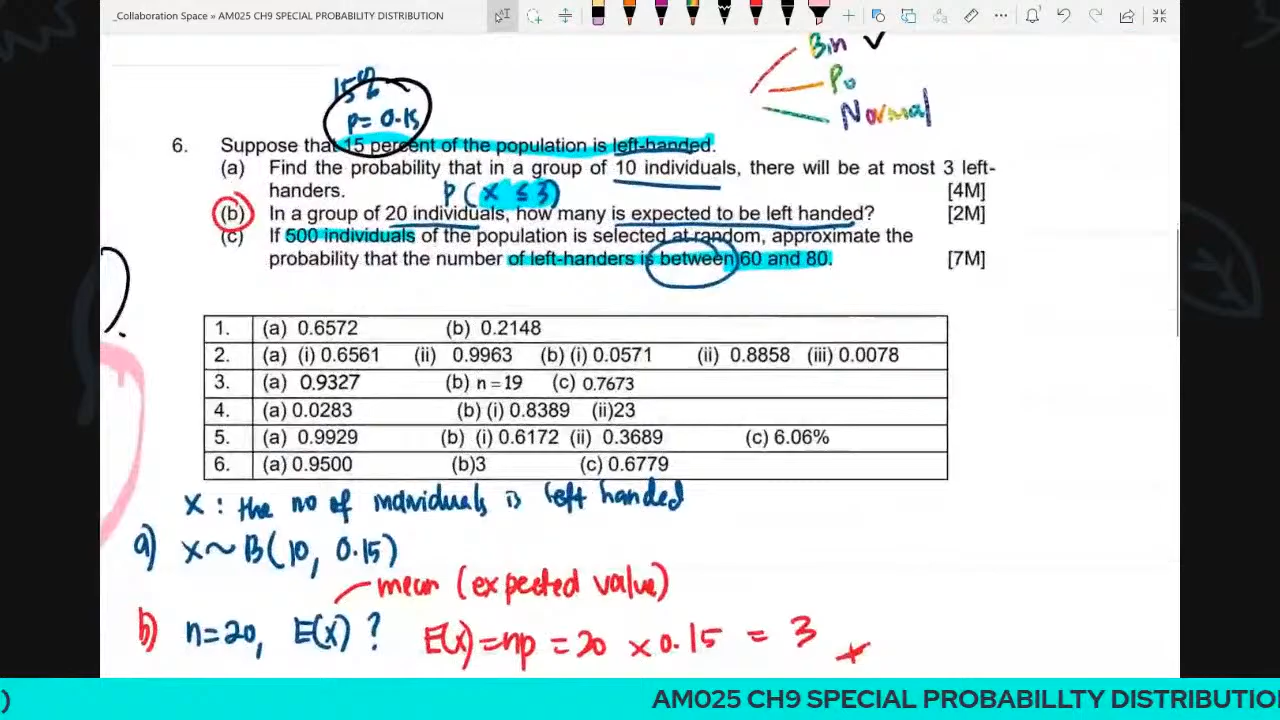 _Collaboration Space » AM025 CH9 SPECIAL PROBABILITY DISTRIBUTION
Bin ✓
Po
Normal
15%
p = 0.15
6. Suppose that 15 percent of the population is left-handed.
(a) Find the probability that in a group of 10 individuals, there will be at most 3 left-
handers. [4M]
P(X ≤ 3)
(b) In a group of 20 individuals, how many is expected to be left handed? [2M]
(c) If 500 individuals of the population is selected at random, approximate the
probability that the number of left-handers is between 60 and 80. [7M]
?
1. (a) 0.6572 (b) 0.2148
2. (a) (i) 0.6561 (ii) 0.9963 (b) (i) 0.0571 (ii) 0.8858 (iii) 0.0078
3. (a) 0.9327 (b) n = 19 (c) 0.7673
4. (a) 0.0283 (b) (i) 0.8389 (ii)23
5. (a) 0.9929 (b) (i) 0.6172 (ii) 0.3689 (c) 6.06%
6. (a) 0.9500 (b)3 (c) 0.6779
X : the no of individuals is left handed
a) X ~ B(10, 0.15)
mean (expected value)
b) n=20, E(X) ? E(X) = np = 20 × 0.15 = 3
) AM025 CH9 SPECIAL PROBABILLTY DISTRIBUTIO